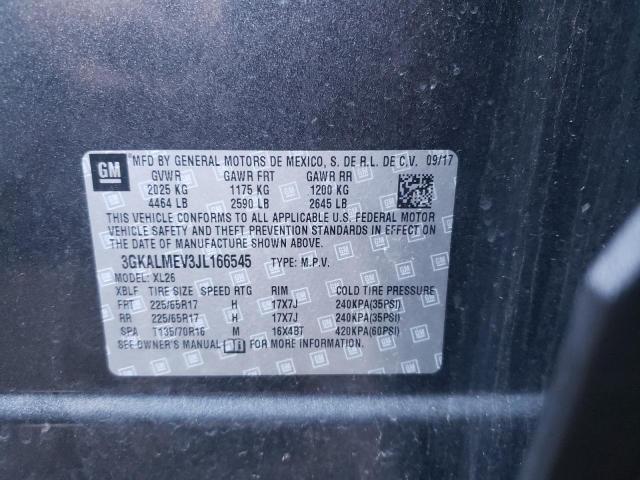 GM MFD BY GENERAL MOTORS DE MEXICO, S. DE R.L. DE C.V. 09/17
GVWR GAWR FRT GAWR RR
2025 KG 1175 KG 1200 KG
4464 LB 2590 LB 2645 LB
THIS VEHICLE CONFORMS TO ALL APPLICABLE U.S. FEDERAL MOTOR
VEHICLE SAFETY AND THEFT PREVENTION STANDARDS IN EFFECT ON
THE DATE OF MANUFACTURE SHOWN ABOVE.
3GKALMEV3JL166545 TYPE: M.P.V.
MODEL: XL26
XBLF TIRE SIZE SPEED RTG RIM COLD TIRE PRESSURE
FRT 225/65R17 H 17X7J 240KPA(35PSI)
RR 225/65R17 H 17X7J 240KPA(35PSI)
SPA T135/70R16 M 16X4BT 420KPA(60PSI)
SEE OWNER'S MANUAL FOR MORE INFORMATION.